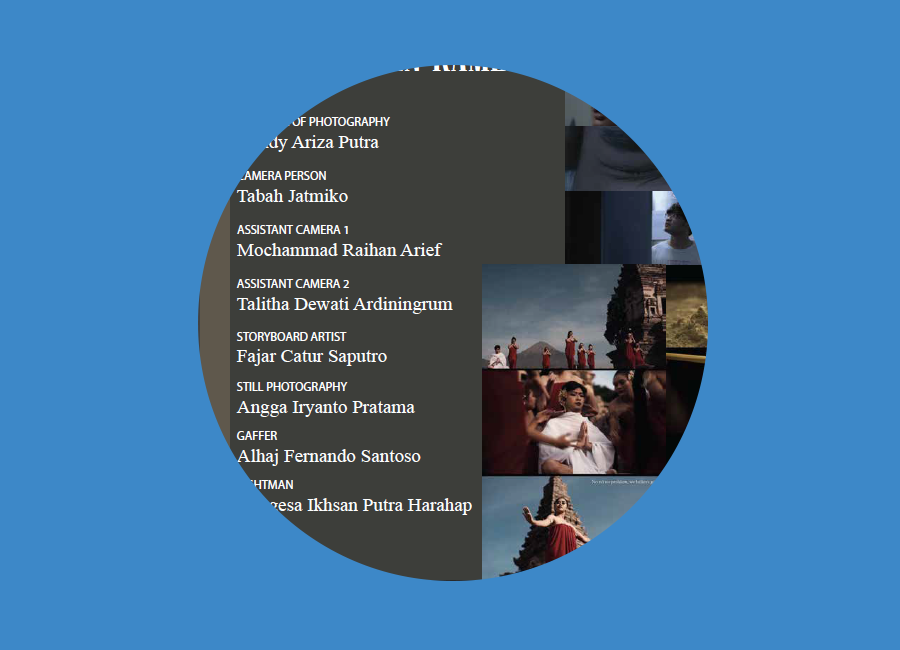 OF PHOTOGRAPHY
Ariza Putra
CAMERA PERSON
Tabah Jatmiko
ASSISTANT CAMERA 1
Mochammad Raihan Arief
ASSISTANT CAMERA 2
Talitha Dewati Ardiningrum
STORYBOARD ARTIST
Fajar Catur Saputro
STILL PHOTOGRAPHY
Angga Iryanto Pratama
GAFFER
Alhaj Fernando Santoso
Ikhsan Putra Harahap